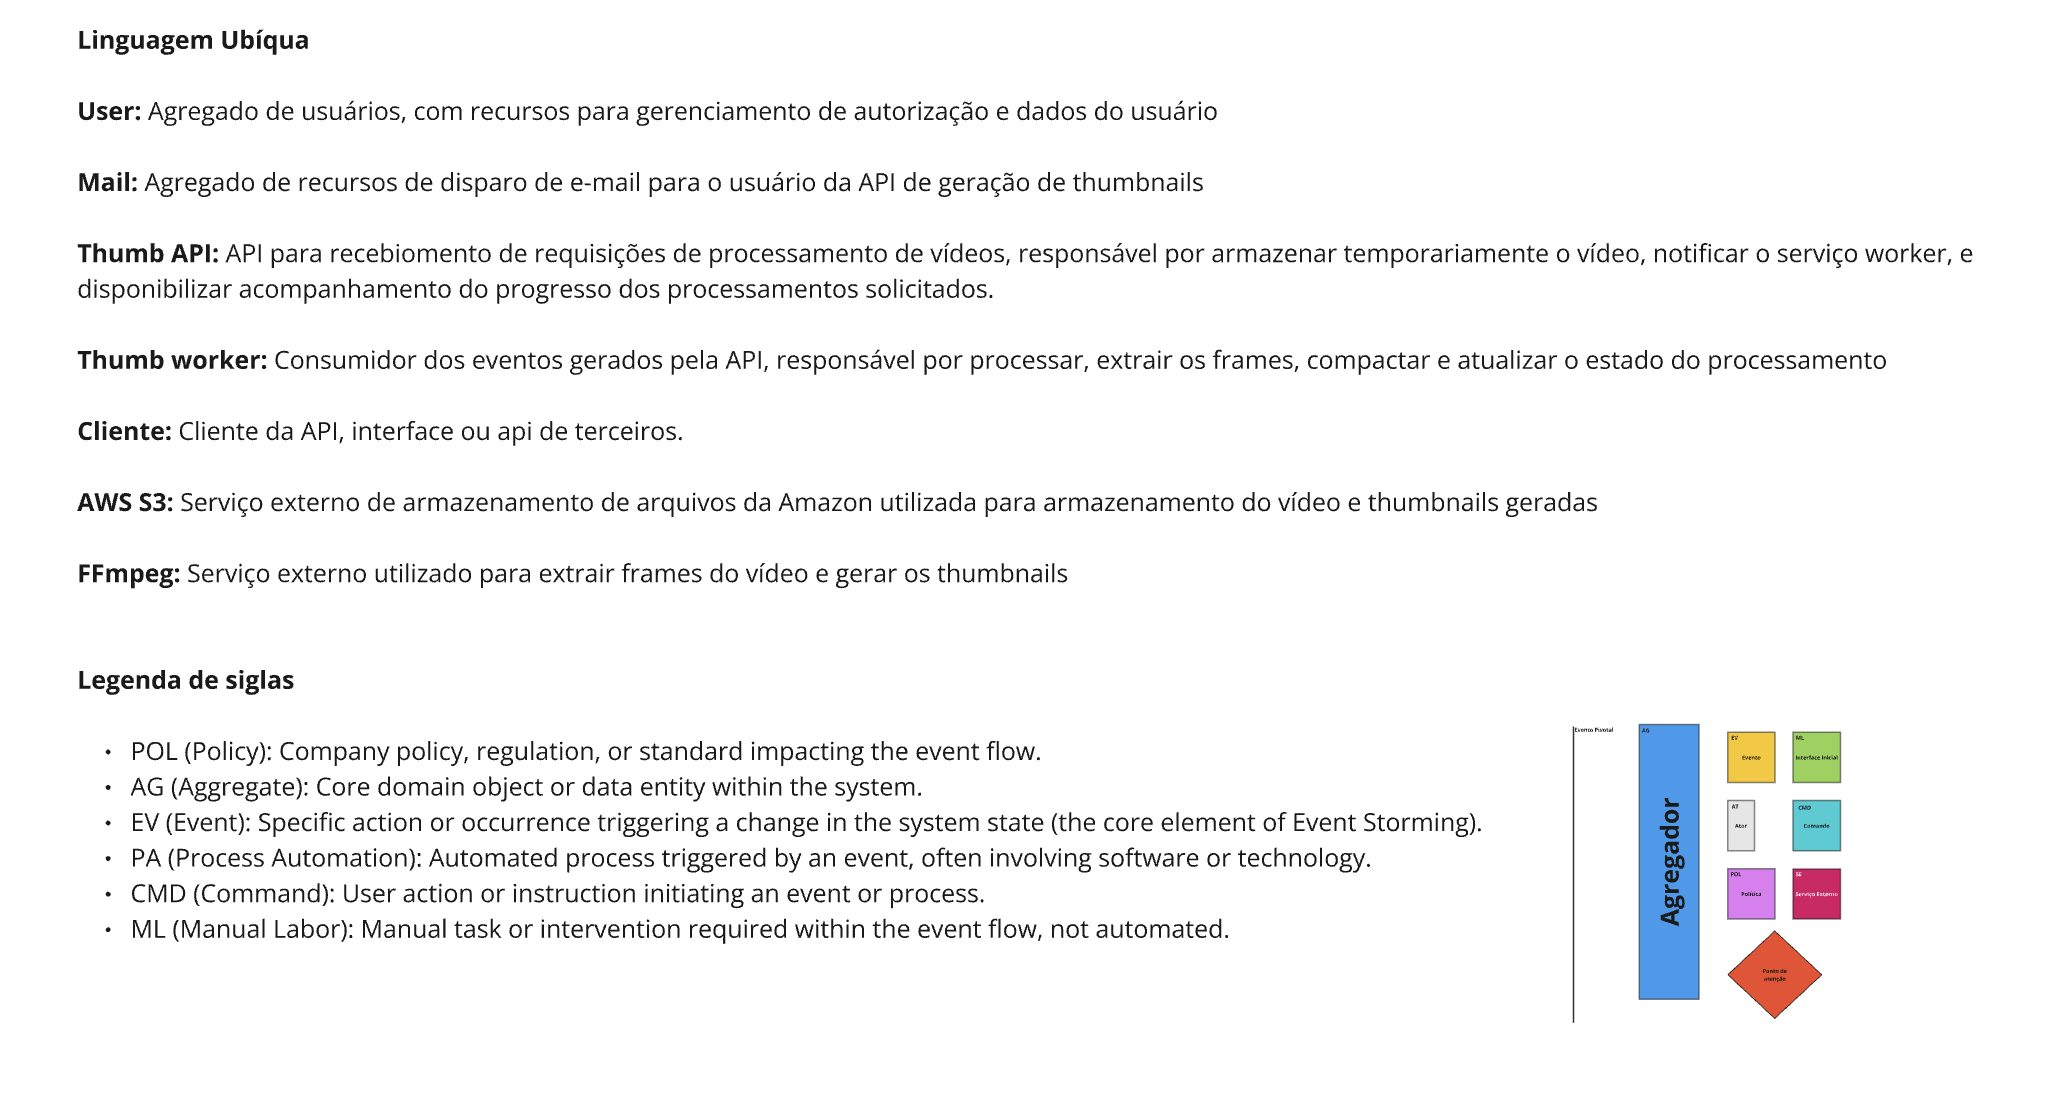 Linguagem Ubíqua
User: Agregado de usuários, com recursos para gerenciamento de autorização e dados do usuário
Mail: Agregado de recursos de disparo de e-mail para o usuário da API de geração de thumbnails
Thumb API: API para recebiomento de requisições de processamento de vídeos, responsável por armazenar temporariamente o vídeo, notificar o serviço worker, e
disponibilizar acompanhamento do progresso dos processamentos solicitados.
Thumb worker: Consumidor dos eventos gerados pela API, responsável por processar, extrair os frames, compactar e atualizar o estado do processamento
Cliente: Cliente da API, interface ou api de terceiros.
AWS S3: Serviço externo de armazenamento de arquivos da Amazon utilizada para armazenamento do vídeo e thumbnails geradas
FFmpeg: Serviço externo utilizado para extrair frames do vídeo e gerar os thumbnails
Legenda de siglas
• POL (Policy): Company policy, regulation, or standard impacting the event flow.
• AG (Aggregate): Core domain object or data entity within the system.
• EV (Event): Specific action or occurrence triggering a change in the system state (the core element of Event Storming).
• PA (Process Automation): Automated process triggered by an event, often involving software or technology.
• CMD (Command): User action or instruction initiating an event or process.
• ML (Manual Labor): Manual task or intervention required within the event flow, not automated.
Evento Pivotal
AG
Agregador
EV
Evento
ML
Interface Inicial
AT
Ator
CMD
Comando
POL
Política
SE
Serviço Externo
Ponto de
atenção